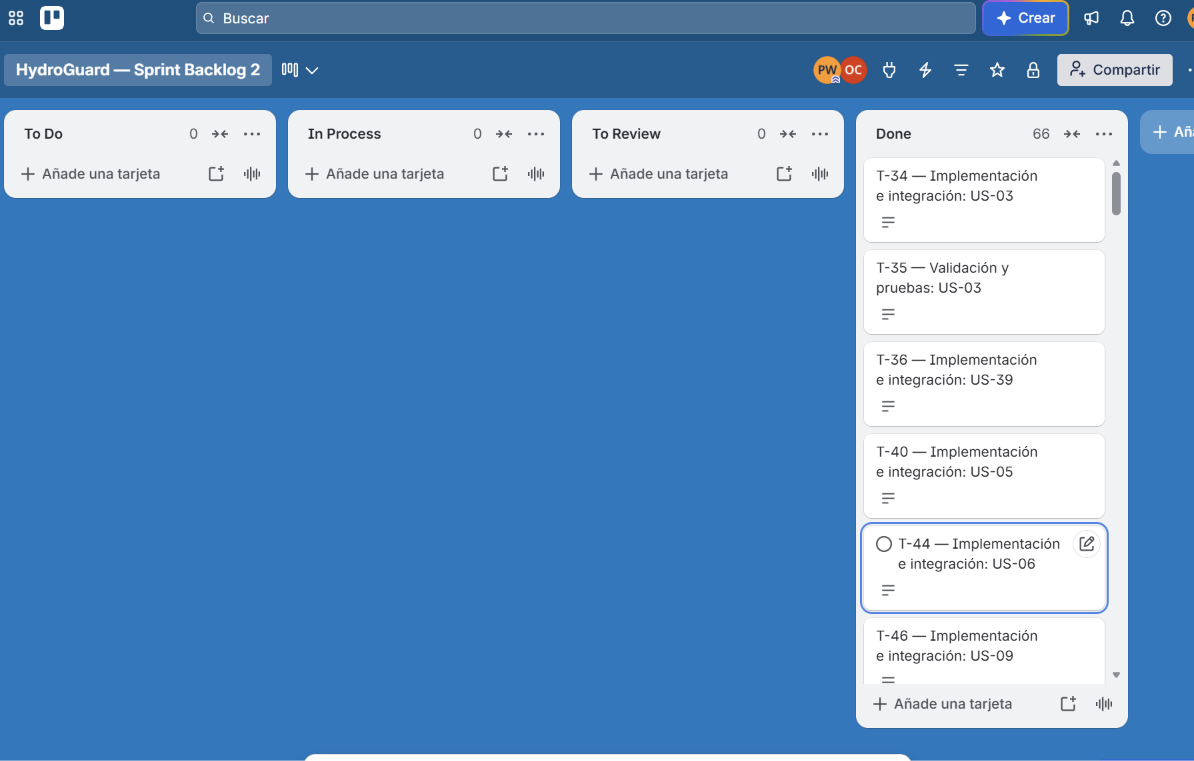 Buscar
Crear
HydroGuard — Sprint Backlog 2
PW
OC
Compartir
To Do
0
Añade una tarjeta
In Process
0
Añade una tarjeta
To Review
0
Añade una tarjeta
Done
66
T-34 — Implementación
e integración: US-03
T-35 — Validación y
pruebas: US-03
T-36 — Implementación
e integración: US-39
T-40 — Implementación
e integración: US-05
T-44 — Implementación
e integración: US-06
T-46 — Implementación
e integración: US-09
Añade una tarjeta